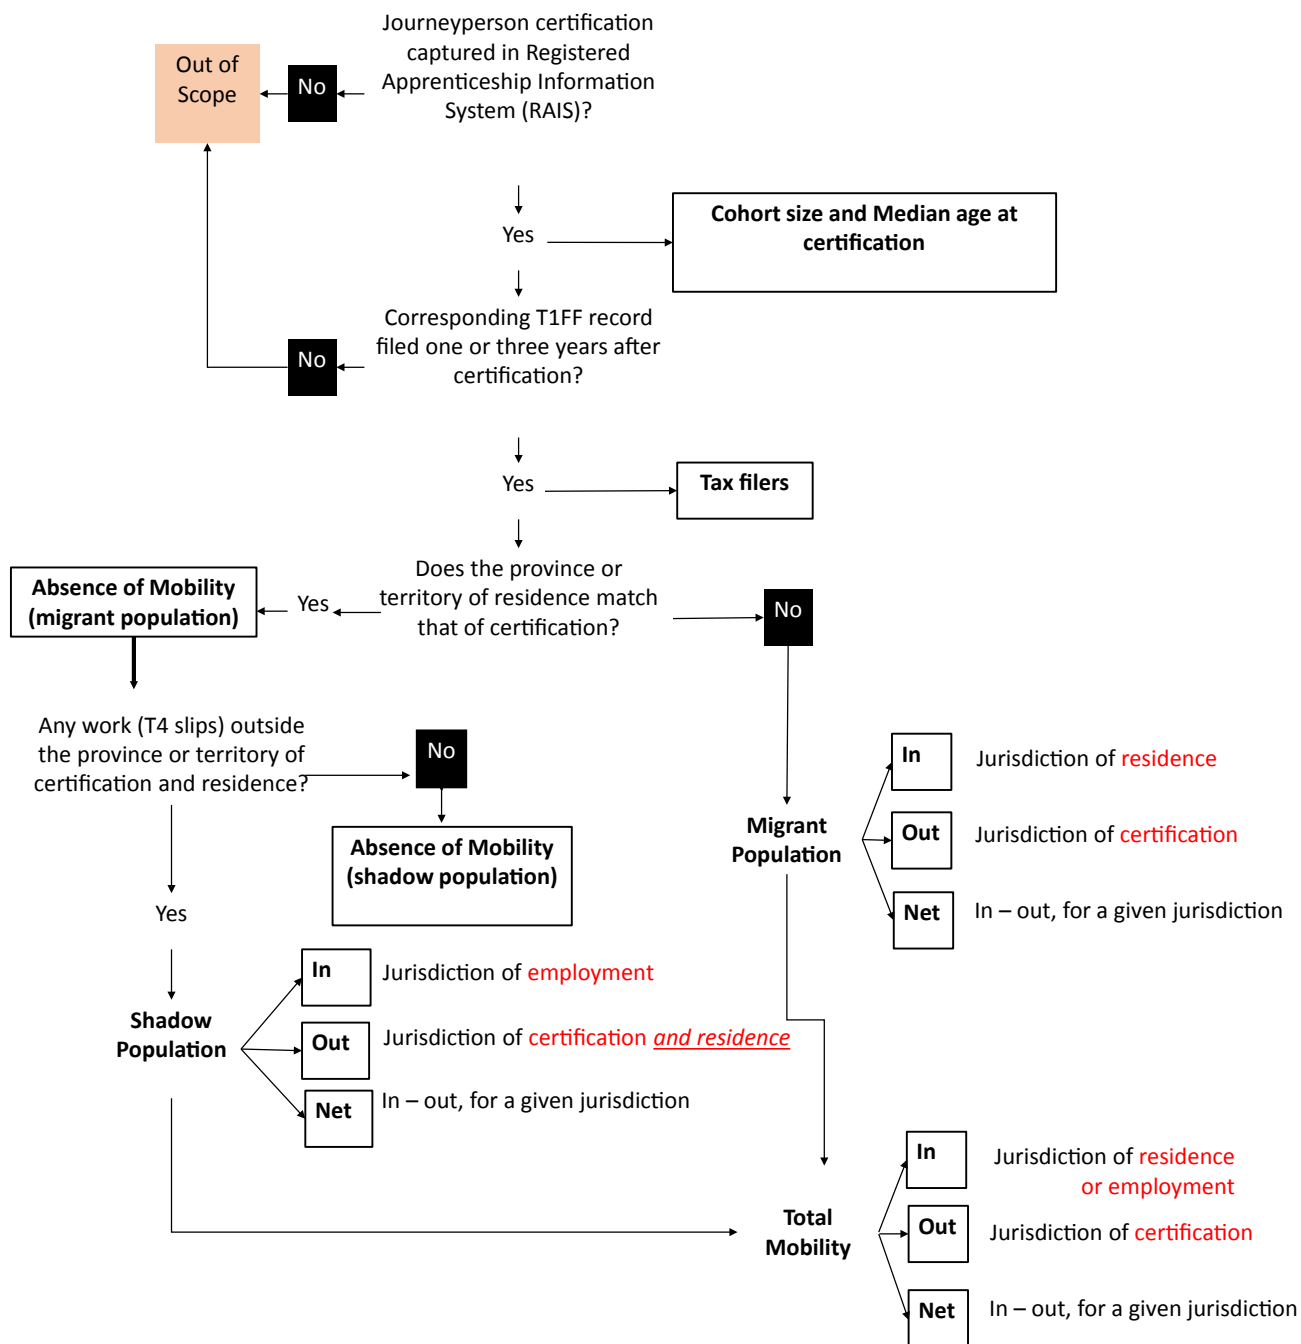 Journeyperson certification
captured in Registered
Apprenticeship Information
System (RAIS)?
No
Out of
Scope
Yes
Cohort size and Median age at
certification
Corresponding T1FF record
filed one or three years after
certification?
No
Yes
Tax filers
Does the province or
territory of residence match
that of certification?
Yes
Absence of Mobility
(migrant population)
No
Any work (T4 slips) outside
the province or territory of
certification and residence?
No
Absence of Mobility
(shadow population)
Yes
Migrant
Population
In
Jurisdiction of residence
Out
Jurisdiction of certification
Net
In – out, for a given jurisdiction
Shadow
Population
In
Jurisdiction of employment
Out
Jurisdiction of certification and residence
Net
In – out, for a given jurisdiction
Total
Mobility
In
Jurisdiction of residence
or employment
Out
Jurisdiction of certification
Net
In – out, for a given jurisdiction